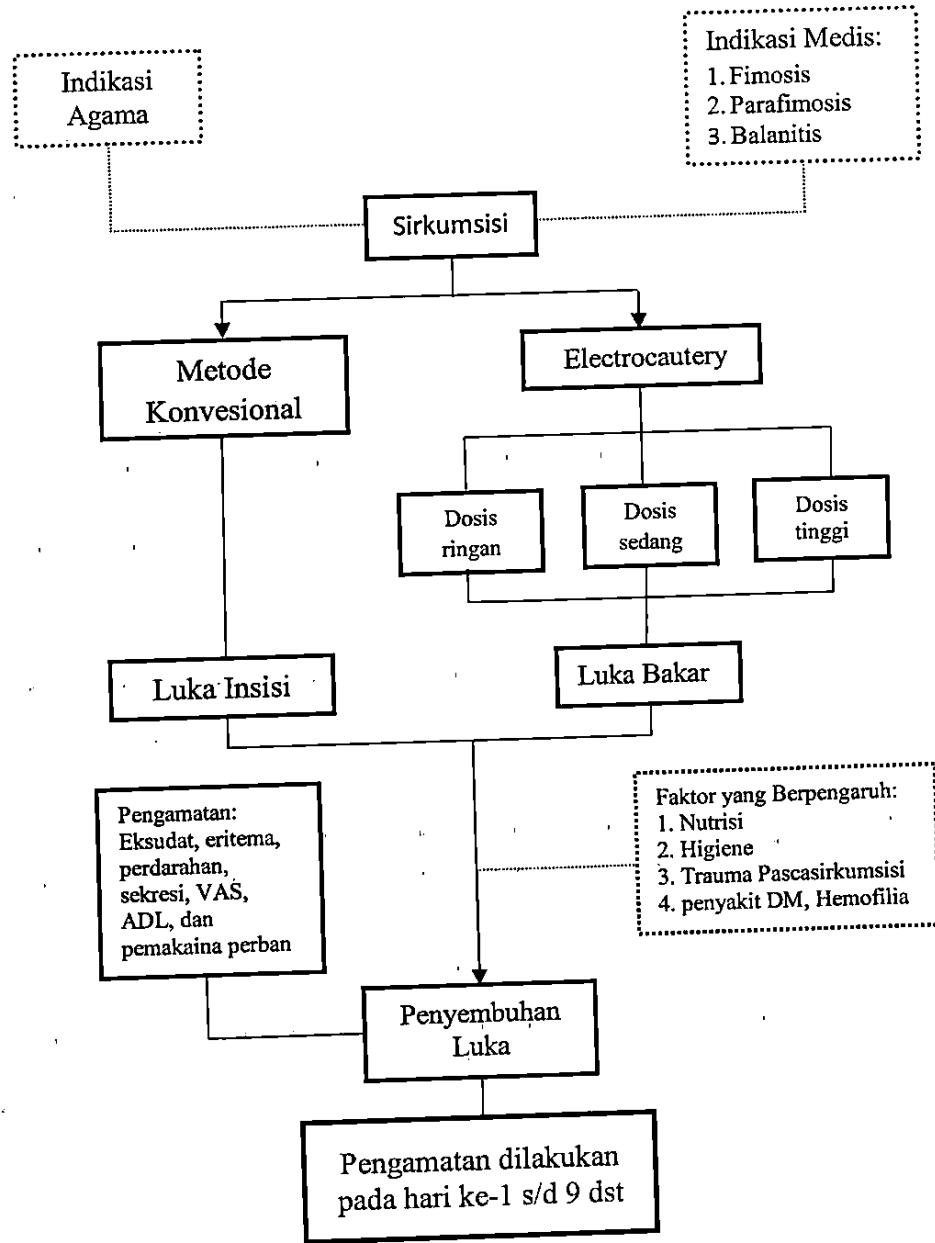 Indikasi
Agama
Indikasi Medis:
1. Fimosis
2. Parafimosis
3. Balanitis
Sirkumsisi
Metode
Konvesional
Electrocautery
Dosis
ringan
Dosis
sedang
Dosis
tinggi
Luka Insisi
Luka Bakar
Pengamatan:
Eksudat, eritema,
perdarahan,
sekresi, VAS,
ADL, dan
pemakaina perban
Faktor yang Berpengaruh:
1. Nutrisi
2. Higiene
3. Trauma Pascasirkumsisi
4. penyakit DM, Hemofilia
Penyembuhan
Luka
Pengamatan dilakukan
pada hari ke-1 s/d 9 dst